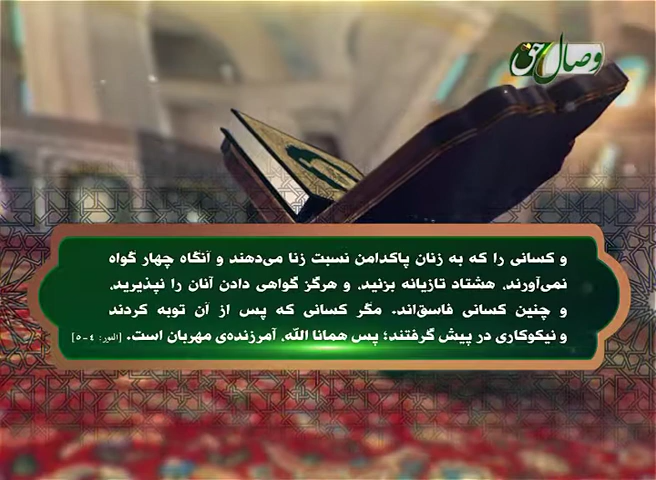 وصال حق
و کسانی را که به زنان پاکدامن نسبت زنا می‌دهند و آنگاه چهار گواه
نمی‌آورند، هشتاد تازیانه بزنید، و هرگز گواهی دادن آنان را نپذیرید،
و چنین کسانی فاسق‌اند. مگر کسانی که پس از آن توبه کردند
و نیکوکاری در پیش گرفتند؛ پس همانا الله، آمرزنده‌ی مهربان است. [النور: ٤-٥]